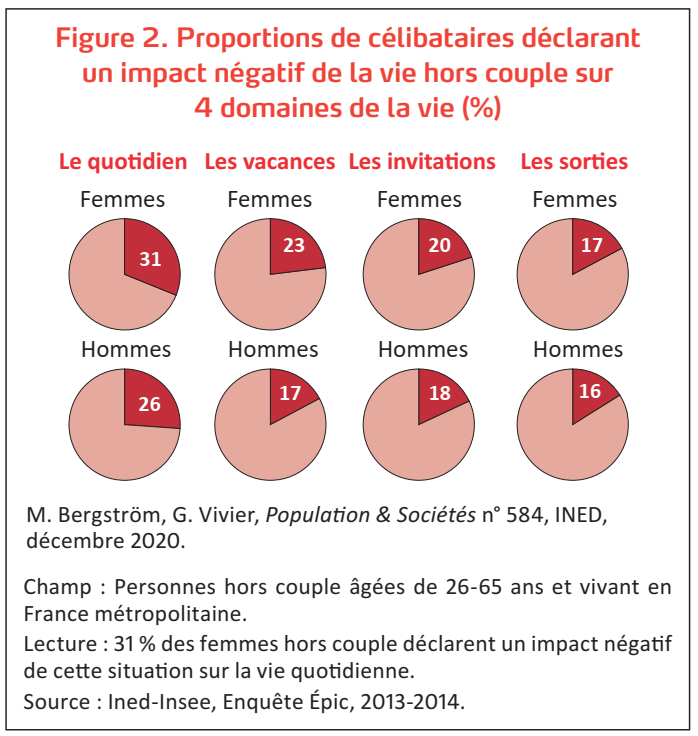 Figure 2. Proportions de célibataires déclarant
un impact négatif de la vie hors couple sur
4 domaines de la vie (%)
Le quotidien Les vacances Les invitations Les sorties
Femmes Femmes Femmes Femmes
31 23 20 17
Hommes Hommes Hommes Hommes
26 17 18 16
M. Bergström, G. Vivier, Population & Sociétés n° 584, INED,
décembre 2020.
Champ : Personnes hors couple âgées de 26-65 ans et vivant en
France métropolitaine.
Lecture : 31 % des femmes hors couple déclarent un impact négatif
de cette situation sur la vie quotidienne.
Source : Ined-Insee, Enquête Épic, 2013-2014.